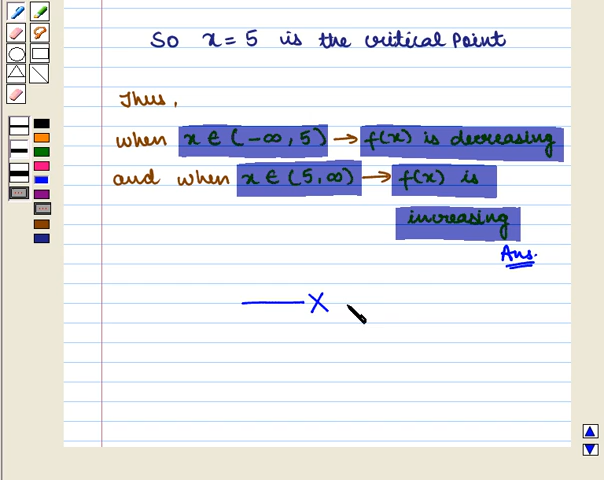 So x = 5 is the critical Point
Thus,
when x ∈ (-∞, 5) → f(x) is decreasing
and when x ∈ (5, ∞) → f(x) is
increasing
Ans.